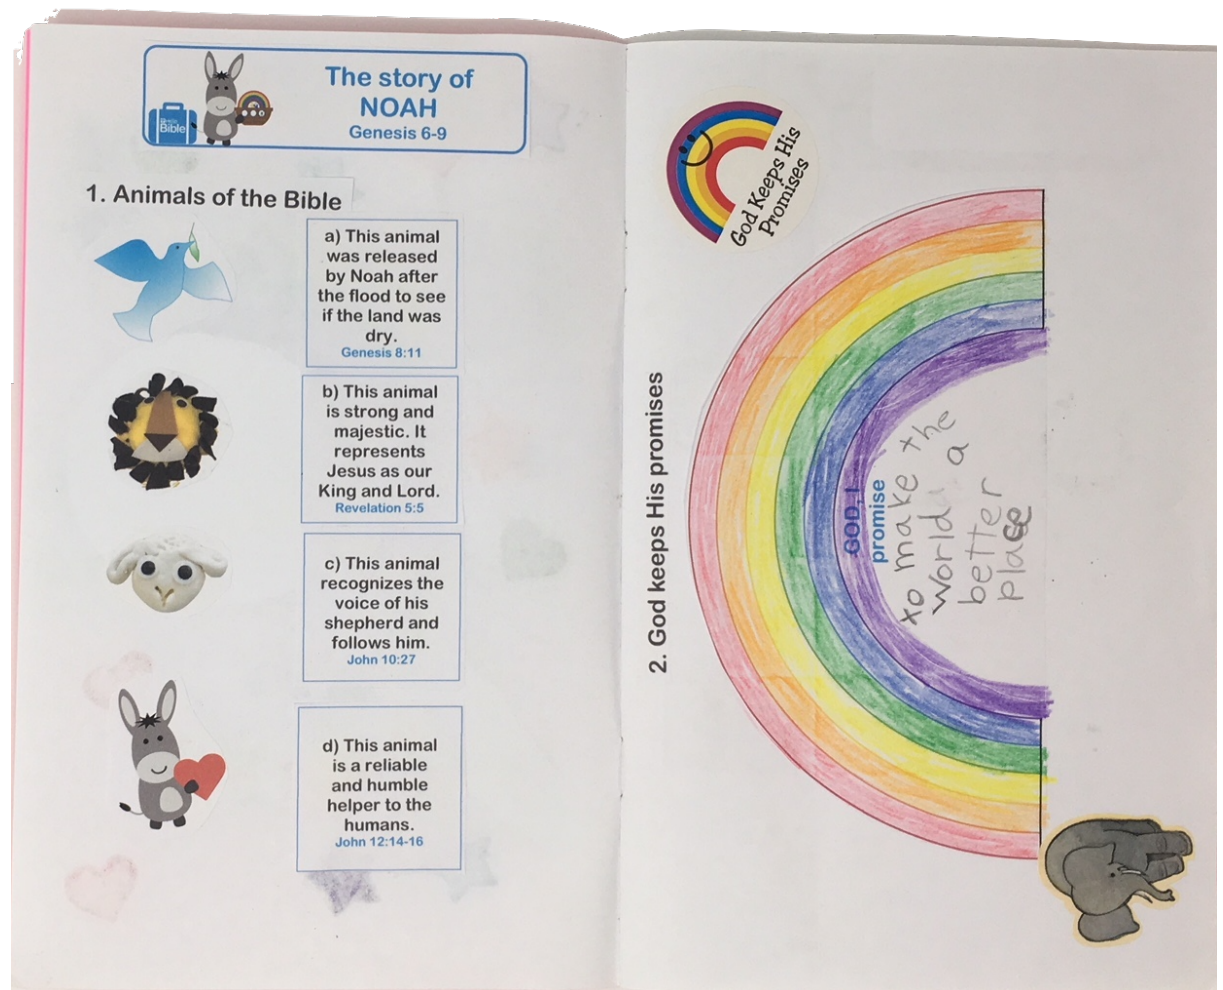 The story of
NOAH
Genesis 6-9
Bible
1. Animals of the Bible
a) This animal
was released
by Noah after
the flood to see
if the land was
dry.
Genesis 8:11
b) This animal
is strong and
majestic. It
represents
Jesus as our
King and Lord.
Revelation 5:5
c) This animal
recognizes the
voice of his
shepherd and
follows him.
John 10:27
d) This animal
is a reliable
and humble
helper to the
humans.
John 12:14-16
2. God keeps His promises
God Keeps His
Promises
GOD, I
promise
to make the
world a
better
place